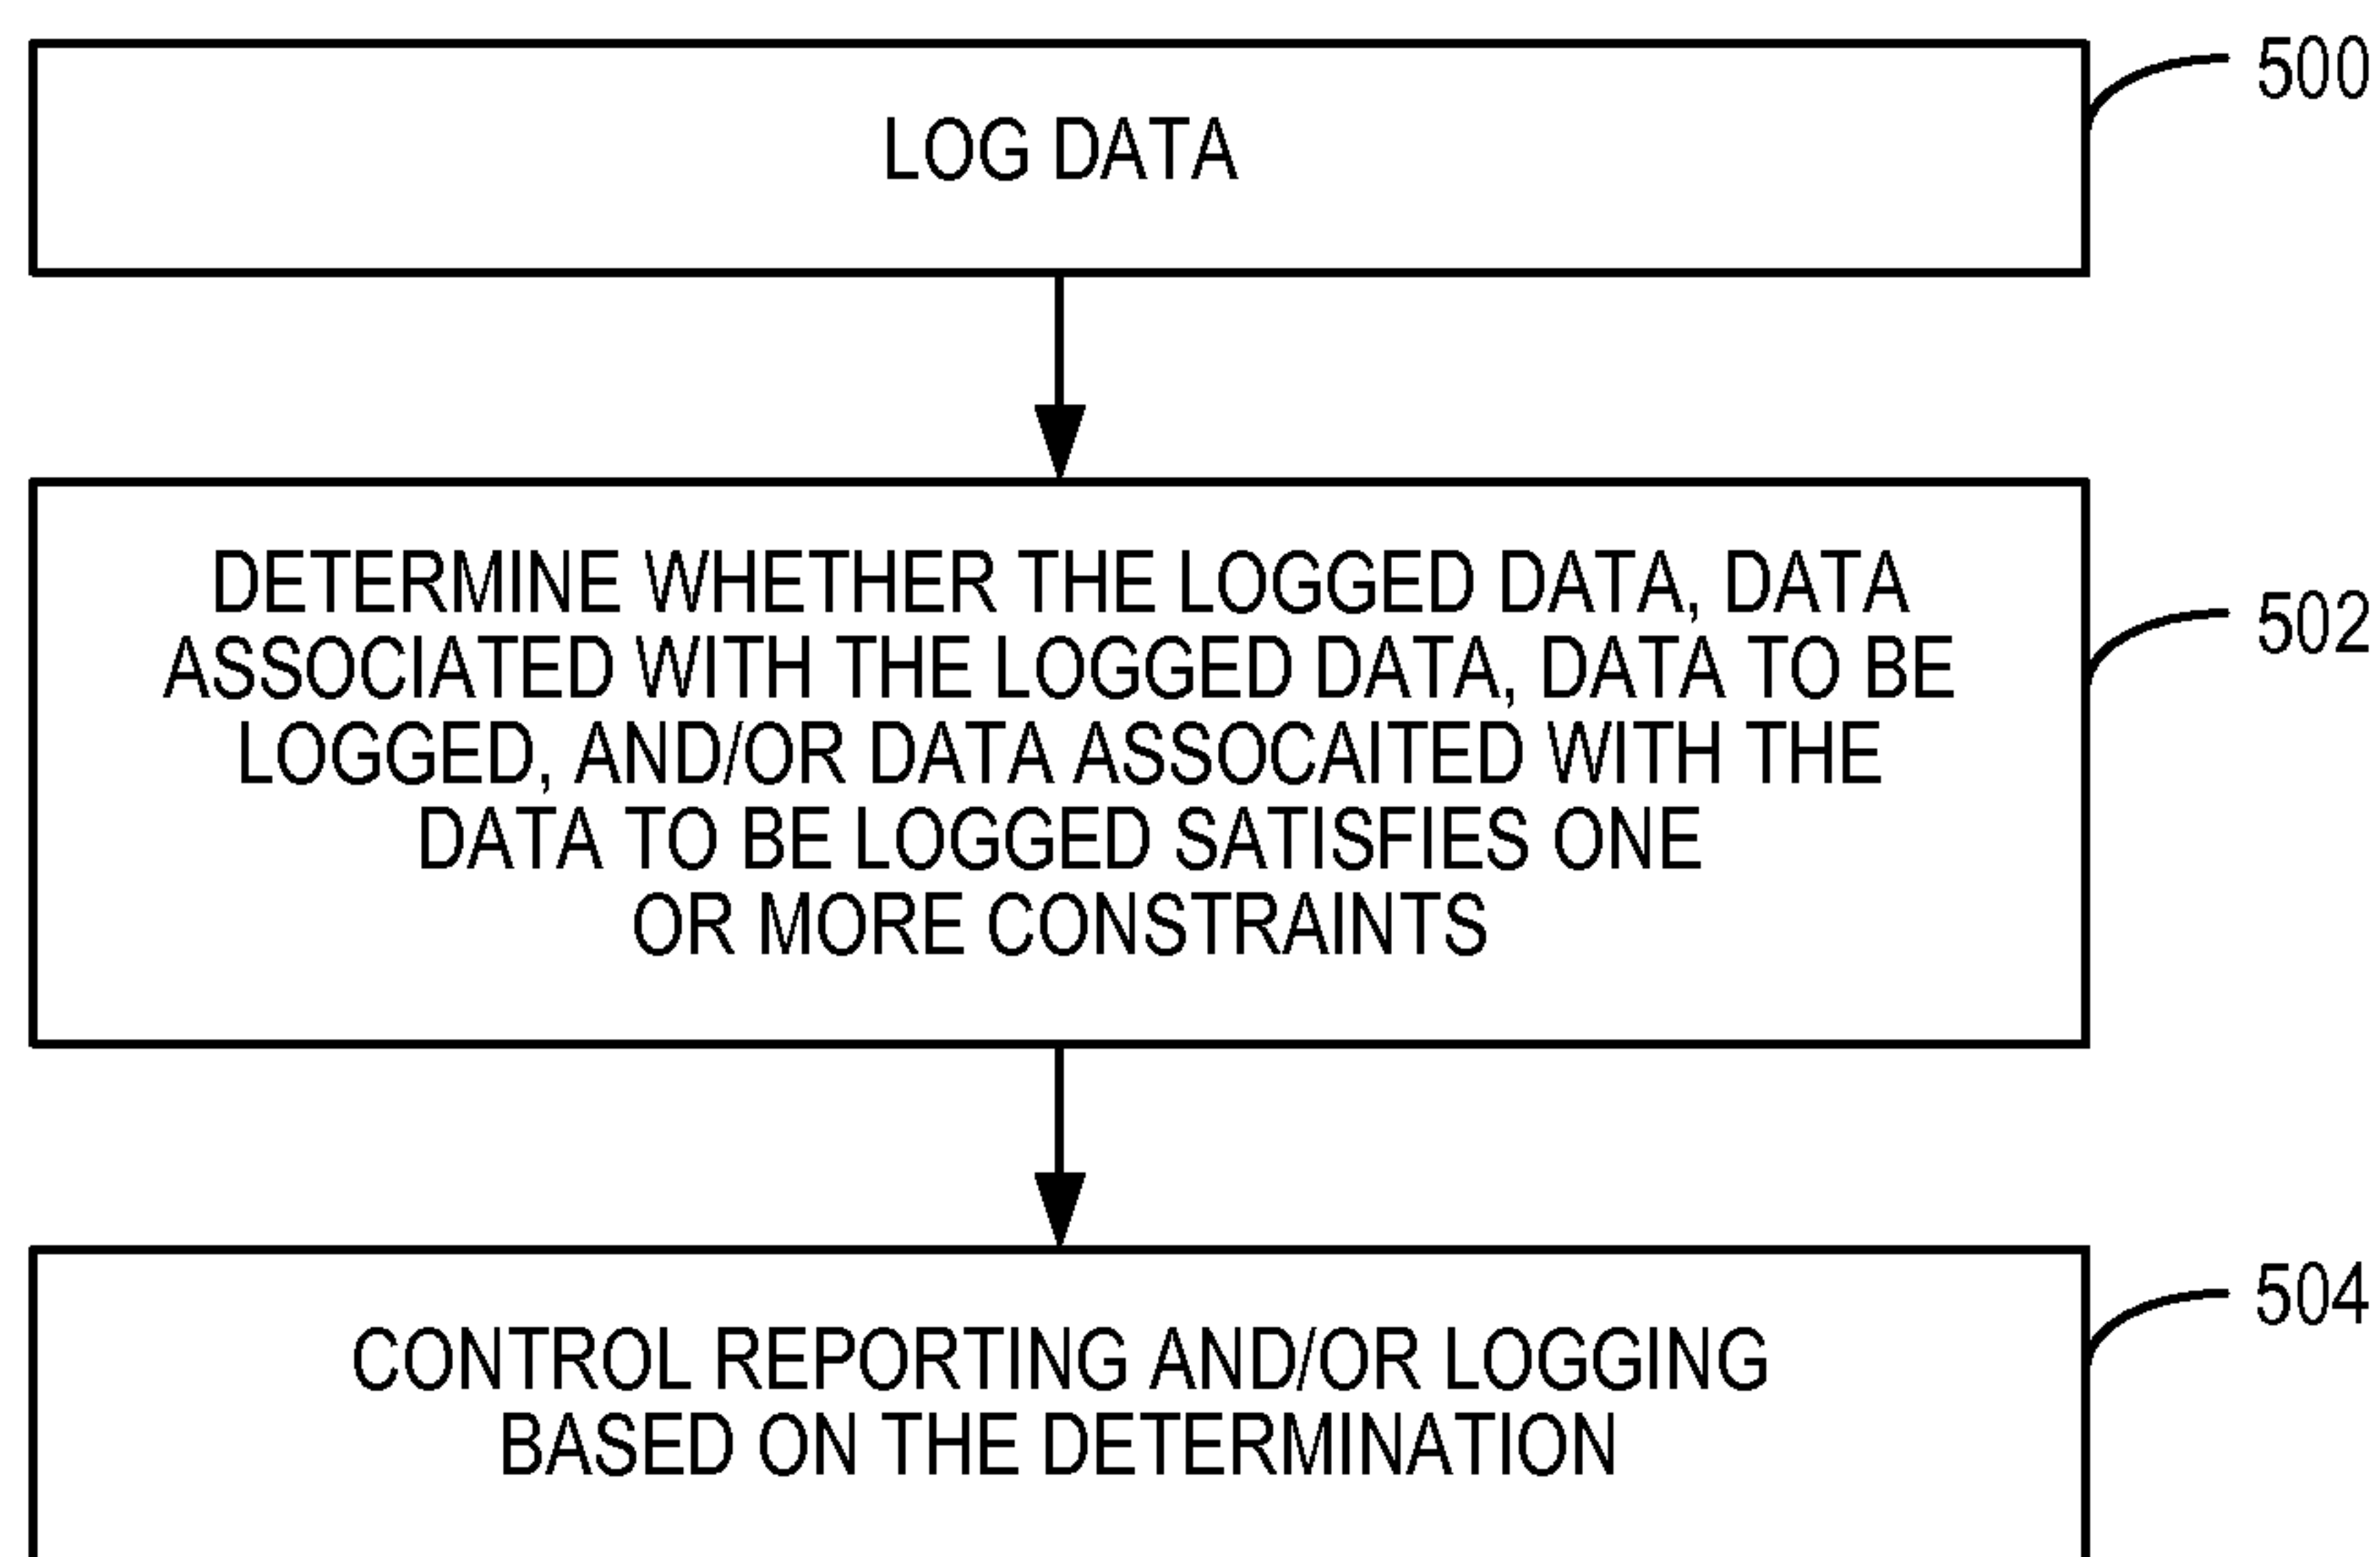 LOG DATA
500
DETERMINE WHETHER THE LOGGED DATA, DATA
ASSOCIATED WITH THE LOGGED DATA, DATA TO BE
LOGGED, AND/OR DATA ASSOCAITED WITH THE
DATA TO BE LOGGED SATISFIES ONE
OR MORE CONSTRAINTS
502
CONTROL REPORTING AND/OR LOGGING
BASED ON THE DETERMINATION
504